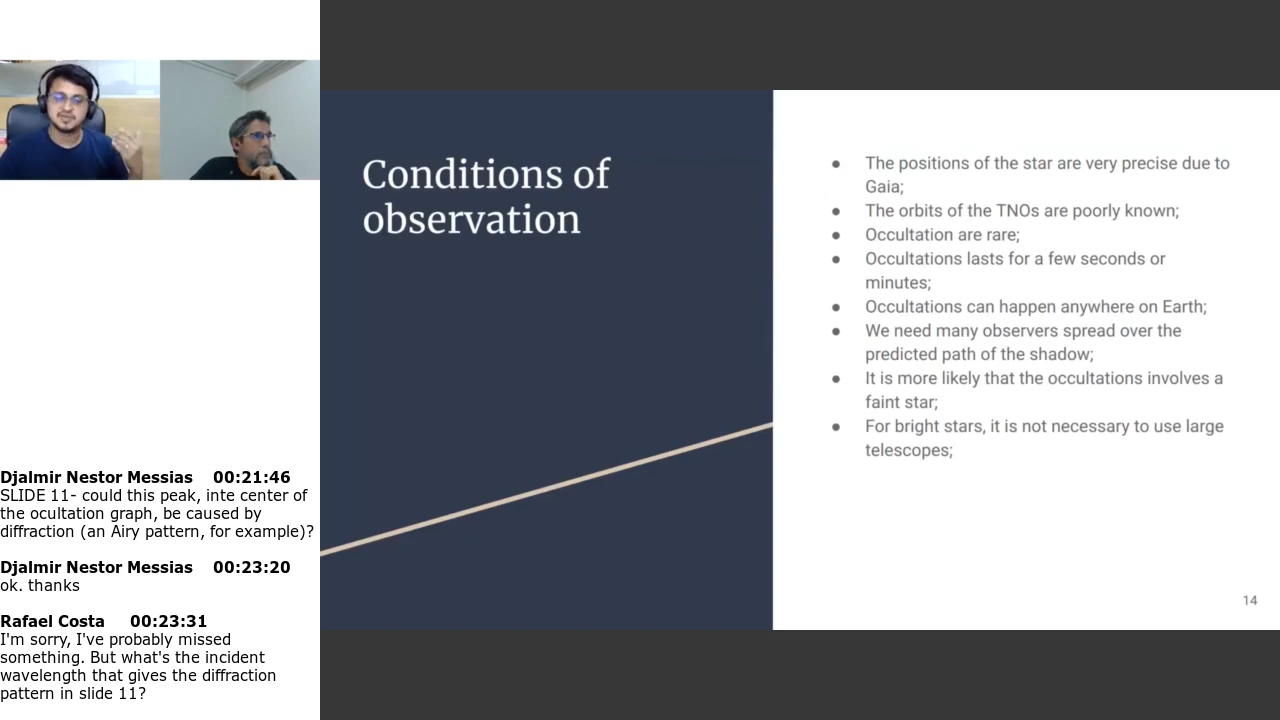 Conditions of
observation
● The positions of the star are very precise due to
Gaia;
● The orbits of the TNOs are poorly known;
● Occultation are rare;
● Occultations lasts for a few seconds or
minutes;
● Occultations can happen anywhere on Earth;
● We need many observers spread over the
predicted path of the shadow;
● It is more likely that the occultations involves a
faint star;
● For bright stars, it is not necessary to use large
telescopes;
14
Djalmir Nestor Messias 00:21:46
SLIDE 11- could this peak, inte center of
the ocultation graph, be caused by
diffraction (an Airy pattern, for example)?
Djalmir Nestor Messias 00:23:20
ok. thanks
Rafael Costa 00:23:31
I'm sorry, I've probably missed
something. But what's the incident
wavelength that gives the diffraction
pattern in slide 11?